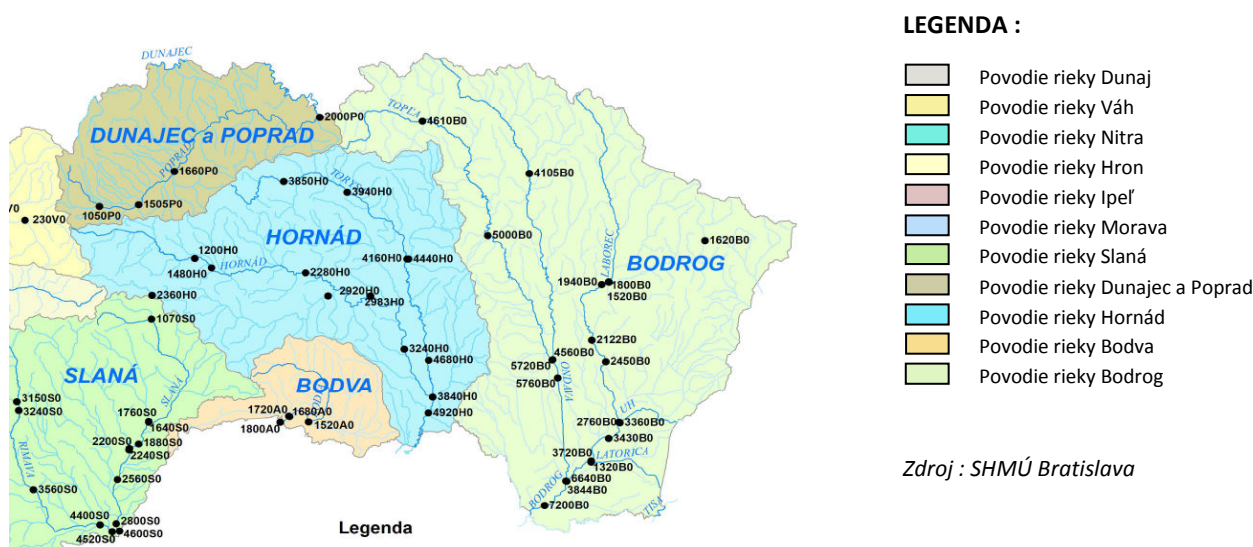 DUNAJEC
DUNAJEC a POPRAD
POPRAD
2000P0
1660P0
1050P0
1505P0
230V0
TOPĽA
4610B0
4105B0
5000B0
1620B0
BODROG
LABOREC
1940B0
1800B0
1520B0
2122B0
2450B0
4560B0
5720B0
5760B0
ONDAVA
UH
2760B0
3360B0
3430B0
3720B0
LATORICA
1320B0
6640B0
3844B0
BODROG
7200B0
TISA
3850H0
3940H0
HORNÁD
1200H0
1480H0
HORNÁD
2280H0
4160H0
4440H0
2360H0
2920H0
2983H0
3240H0
4680H0
3840H0
4920H0
1070S0
SLANÁ
SLANÁ
3150S0
3240S0
1760S0
1640S0
2200S0
1880S0
2240S0
RIMAVA
2560S0
3560S0
4400S0
2800S0
4520S0
4600S0
BODVA
1720A0
1680A0
1800A0
1520A0
Legenda
LEGENDA :
Povodie rieky Dunaj
Povodie rieky Váh
Povodie rieky Nitra
Povodie rieky Hron
Povodie rieky Ipeľ
Povodie rieky Morava
Povodie rieky Slaná
Povodie rieky Dunajec a Poprad
Povodie rieky Hornád
Povodie rieky Bodva
Povodie rieky Bodrog
Zdroj : SHMÚ Bratislava